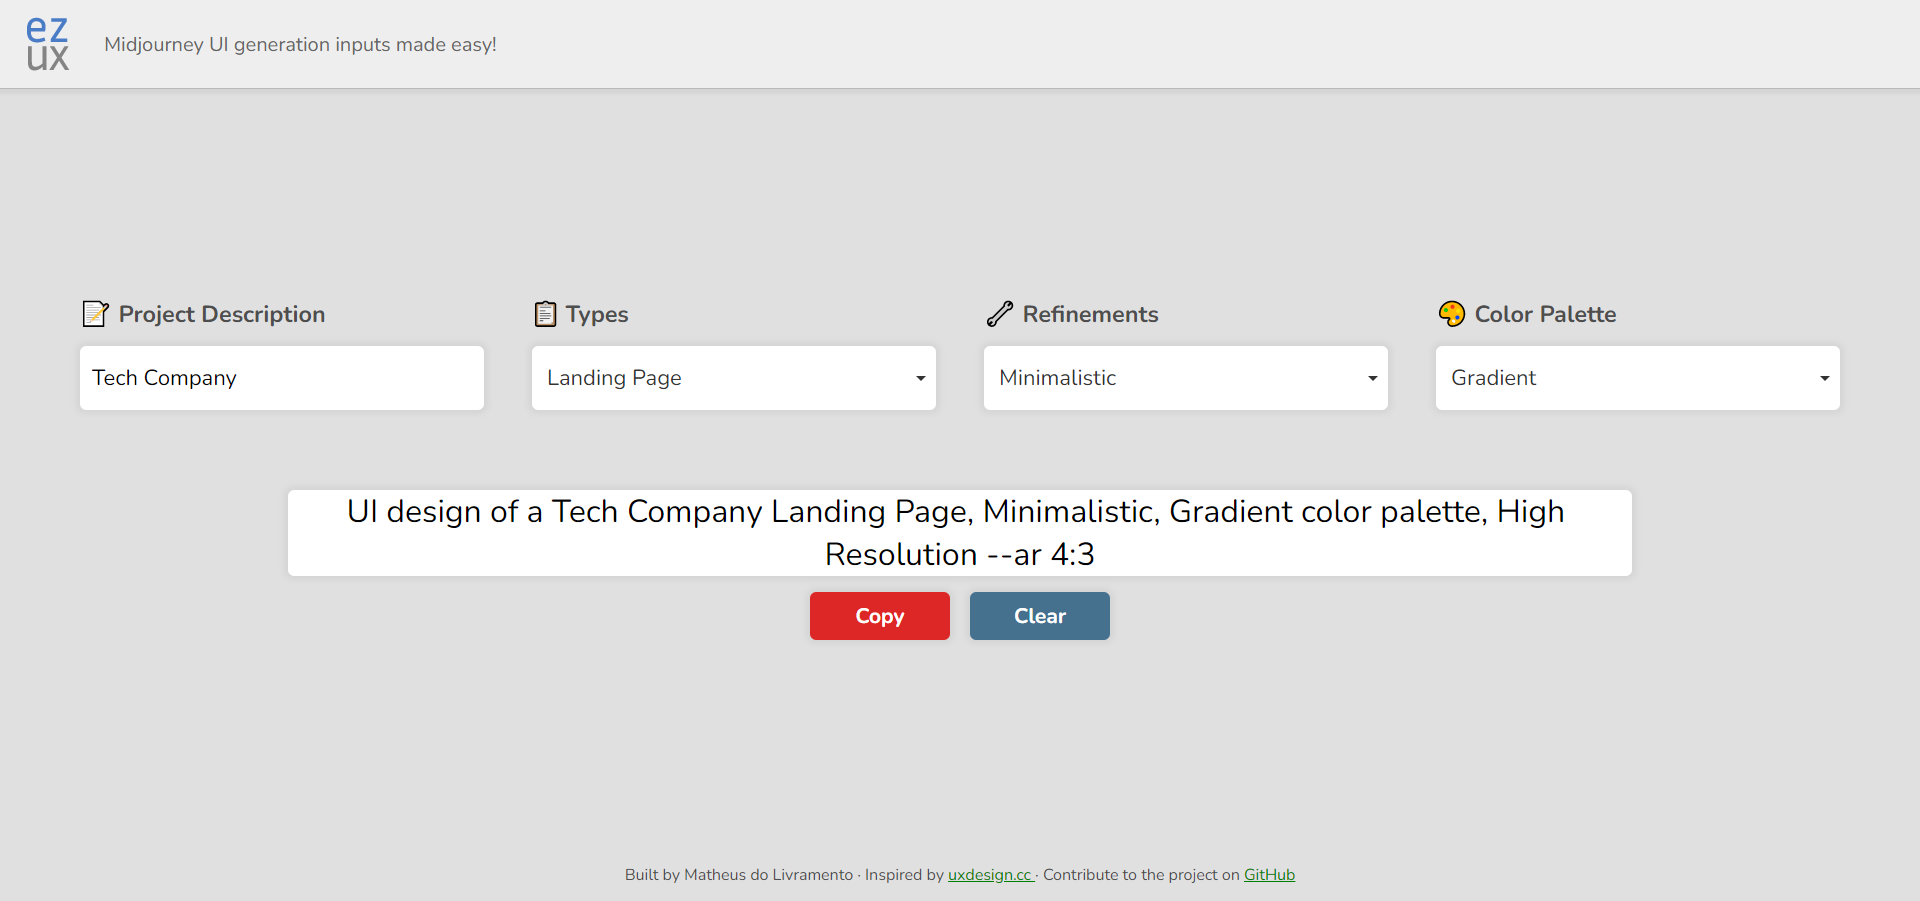 ez
ux
Midjourney UI generation inputs made easy!
Project Description
Types
Refinements
Color Palette
Tech Company
Landing Page
Minimalistic
Gradient
UI design of a Tech Company Landing Page, Minimalistic, Gradient color palette, High
Resolution --ar 4:3
Copy
Clear
Built by Matheus do Livramento · Inspired by uxdesign.cc · Contribute to the project on GitHub